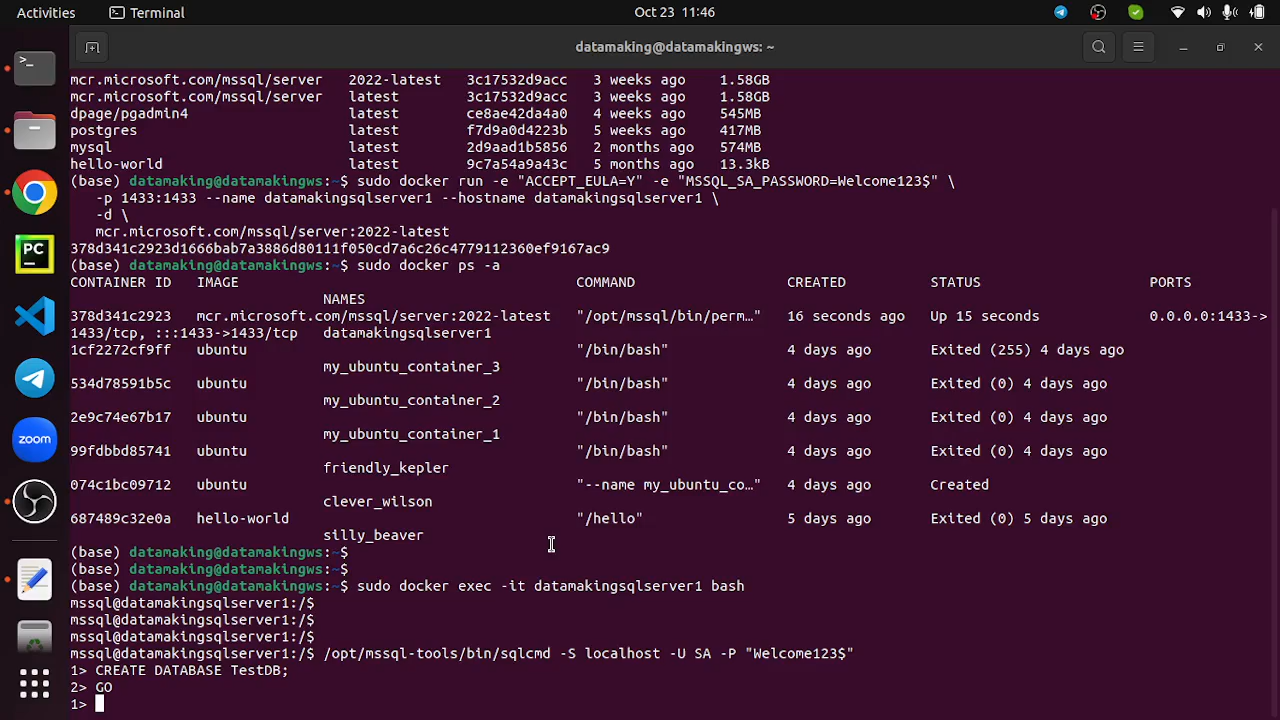 Activities Terminal Oct 23 11:46
datamaking@datamakingws: ~
mcr.microsoft.com/mssql/server 2022-latest 3c17532d9acc 3 weeks ago 1.58GB
mcr.microsoft.com/mssql/server latest 3c17532d9acc 3 weeks ago 1.58GB
dpage/pgadmin4 latest ce8ae42da4a0 4 weeks ago 545MB
postgres latest f7d9a0d4223b 5 weeks ago 417MB
mysql latest 2d9aad1b5856 2 months ago 574MB
hello-world latest 9c7a54a9a43c 5 months ago 13.3kB
(base) datamaking@datamakingws:~$ sudo docker run -e "ACCEPT_EULA=Y" -e "MSSQL_SA_PASSWORD=Welcome123$" \
-p 1433:1433 --name datamakingsqlserver1 --hostname datamakingsqlserver1 \
-d \
mcr.microsoft.com/mssql/server:2022-latest
378d341c2923d1666bab7a3886d80111f050cd7a6c26c4779112360ef9167ac9
(base) datamaking@datamakingws:~$ sudo docker ps -a
CONTAINER ID IMAGE COMMAND CREATED STATUS PORTS
NAMES
378d341c2923 mcr.microsoft.com/mssql/server:2022-latest "/opt/mssql/bin/perm…" 16 seconds ago Up 15 seconds 0.0.0.0:1433->
1433/tcp, :::1433->1433/tcp datamakingsqlserver1
1cf2272cf9ff ubuntu "/bin/bash" 4 days ago Exited (255) 4 days ago
my_ubuntu_container_3
534d78591b5c ubuntu "/bin/bash" 4 days ago Exited (0) 4 days ago
my_ubuntu_container_2
2e9c74e67b17 ubuntu "/bin/bash" 4 days ago Exited (0) 4 days ago
my_ubuntu_container_1
99fdbbd85741 ubuntu "/bin/bash" 4 days ago Exited (0) 4 days ago
friendly_kepler
074c1bc09712 ubuntu "--name my_ubuntu_co…" 4 days ago Created
clever_wilson
687489c32e0a hello-world "/hello" 5 days ago Exited (0) 5 days ago
silly_beaver
(base) datamaking@datamakingws:~$
(base) datamaking@datamakingws:~$
(base) datamaking@datamakingws:~$ sudo docker exec -it datamakingsqlserver1 bash
mssql@datamakingsqlserver1:/$
mssql@datamakingsqlserver1:/$
mssql@datamakingsqlserver1:/$
mssql@datamakingsqlserver1:/$ /opt/mssql-tools/bin/sqlcmd -S localhost -U SA -P "Welcome123$"
1> CREATE DATABASE TestDB;
2> GO
1>
PC
zoom